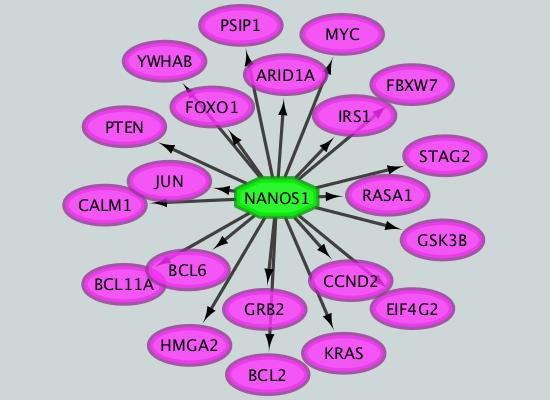 PSIP1
MYC
YWHAB
ARID1A
FBXW7
FOXO1
IRS1
PTEN
STAG2
JUN
RASA1
NANOS1
CALM1
GSK3B
BCL6
BCL11A
CCND2
GRB2
EIF4G2
HMGA2
KRAS
BCL2